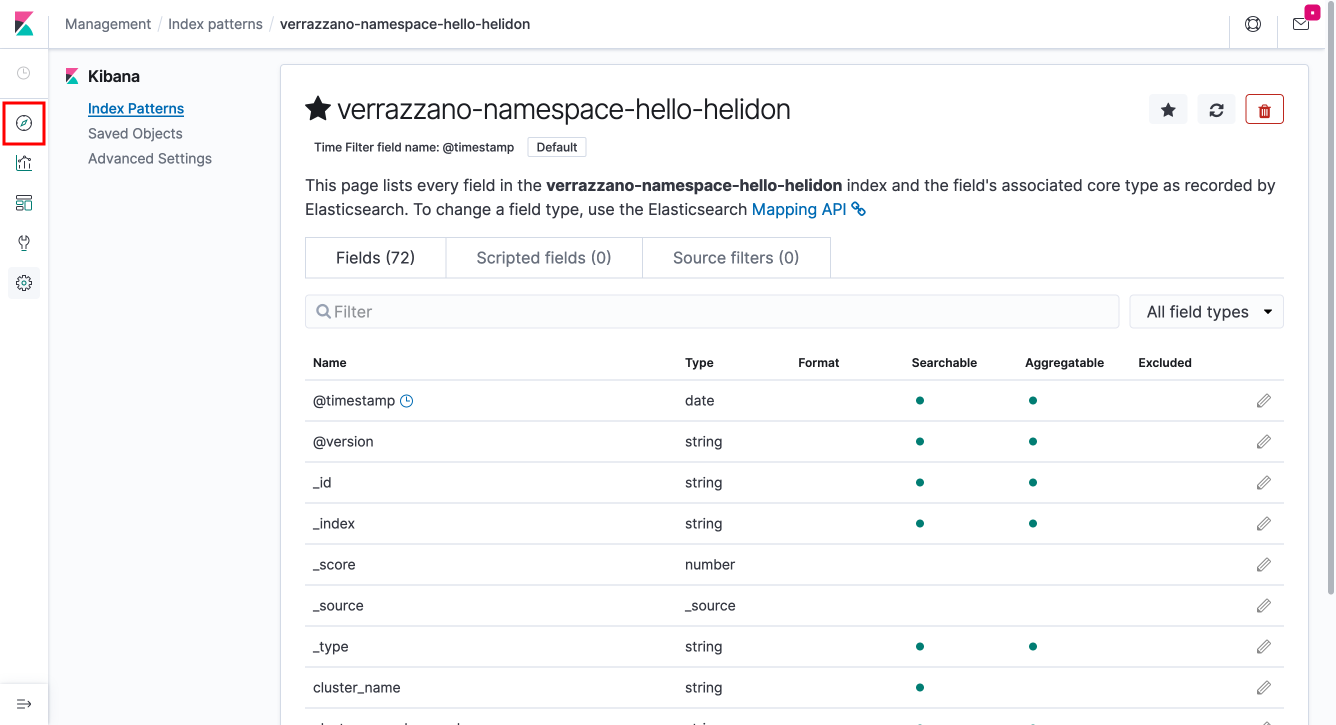 Management / Index patterns / verrazzano-namespace-hello-helidon
Kibana
Index Patterns
Saved Objects
Advanced Settings
verrazzano-namespace-hello-helidon
Time Filter field name: @timestamp Default
This page lists every field in the verrazzano-namespace-hello-helidon index and the field's associated core type as recorded by
Elasticsearch. To change a field type, use the Elasticsearch Mapping API
Fields (72) Scripted fields (0) Source filters (0)
Filter All field types
Name Type Format Searchable Aggregatable Excluded
@timestamp date
@version string
_id string
_index string
_score number
_source _source
_type string
cluster_name string